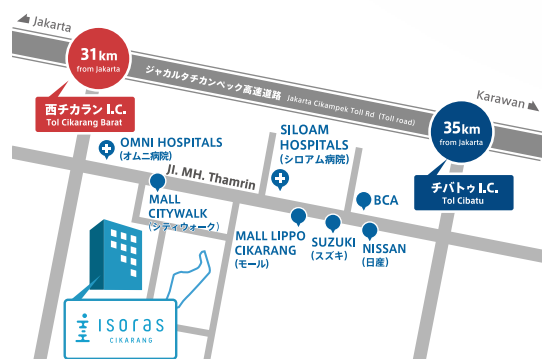 Jakarta
31km
from Jakarta
西チカラン I.C.
Tol Cikarang Barat
ジャカルタチカンペック高速道路 Jakarta Cikampek Toll Rd (Toll road)
Karawan
35km
from Jakarta
チバトゥ I.C.
Tol Cibatu
OMNI HOSPITALS
(オムニ病院)
SILOAM
HOSPITALS
(シロアム病院)
Jl. MH. Thamrin
MALL
CITYWALK
(シティウォーク)
BCA
MALL LIPPO
CIKARANG
(モール)
SUZUKI
(スズキ)
NISSAN
(日産)
isoras
CIKARANG